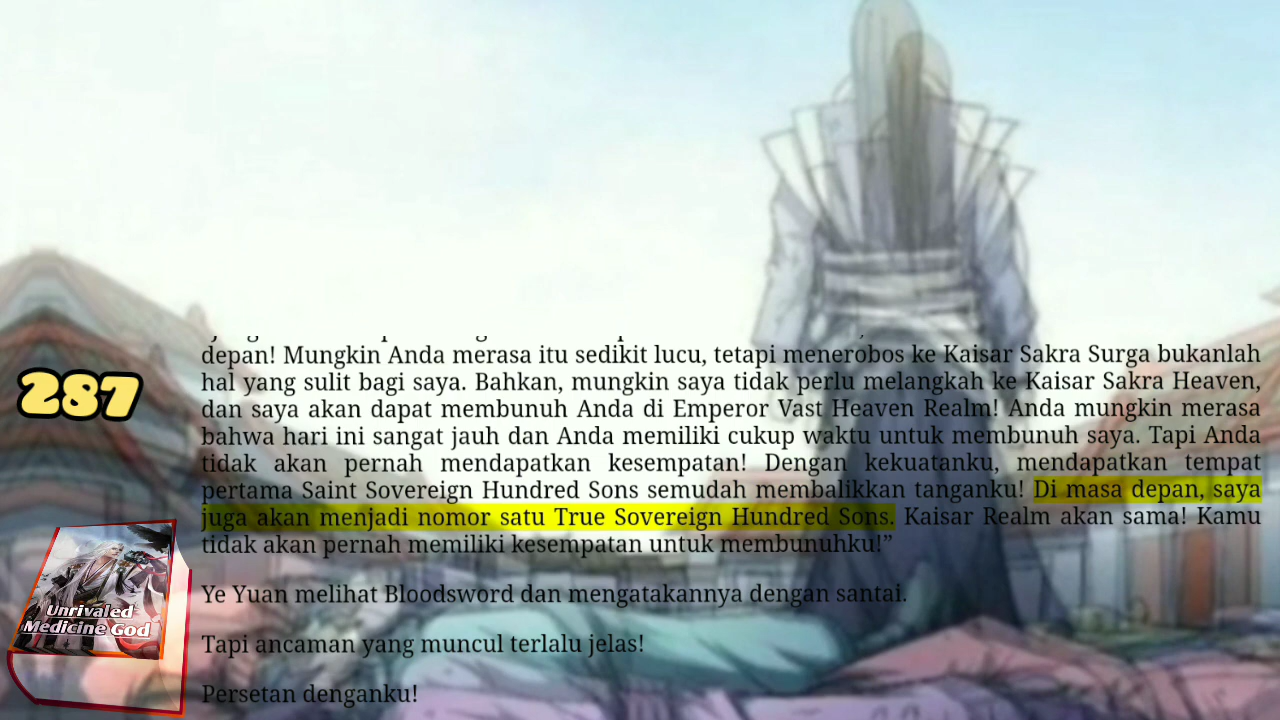 depan! Mungkin Anda merasa itu sedikit lucu, tetapi menerobos ke Kaisar Sakra Surga bukanlah
hal yang sulit bagi saya. Bahkan, mungkin saya tidak perlu melangkah ke Kaisar Sakra Heaven,
dan saya akan dapat membunuh Anda di Emperor Vast Heaven Realm! Anda mungkin merasa
bahwa hari ini sangat jauh dan Anda memiliki cukup waktu untuk membunuh saya. Tapi Anda
tidak akan pernah mendapatkan kesempatan! Dengan kekuatanku, mendapatkan tempat
pertama Saint Sovereign Hundred Sons semudah membalikkan tanganku! Di masa depan, saya
juga akan menjadi nomor satu True Sovereign Hundred Sons. Kaisar Realm akan sama! Kamu
tidak akan pernah memiliki kesempatan untuk membunuhku!”
Ye Yuan melihat Bloodsword dan mengatakannya dengan santai.
Tapi ancaman yang muncul terlalu jelas!
Persetan denganku!
287
Unrivaled
Medicine God